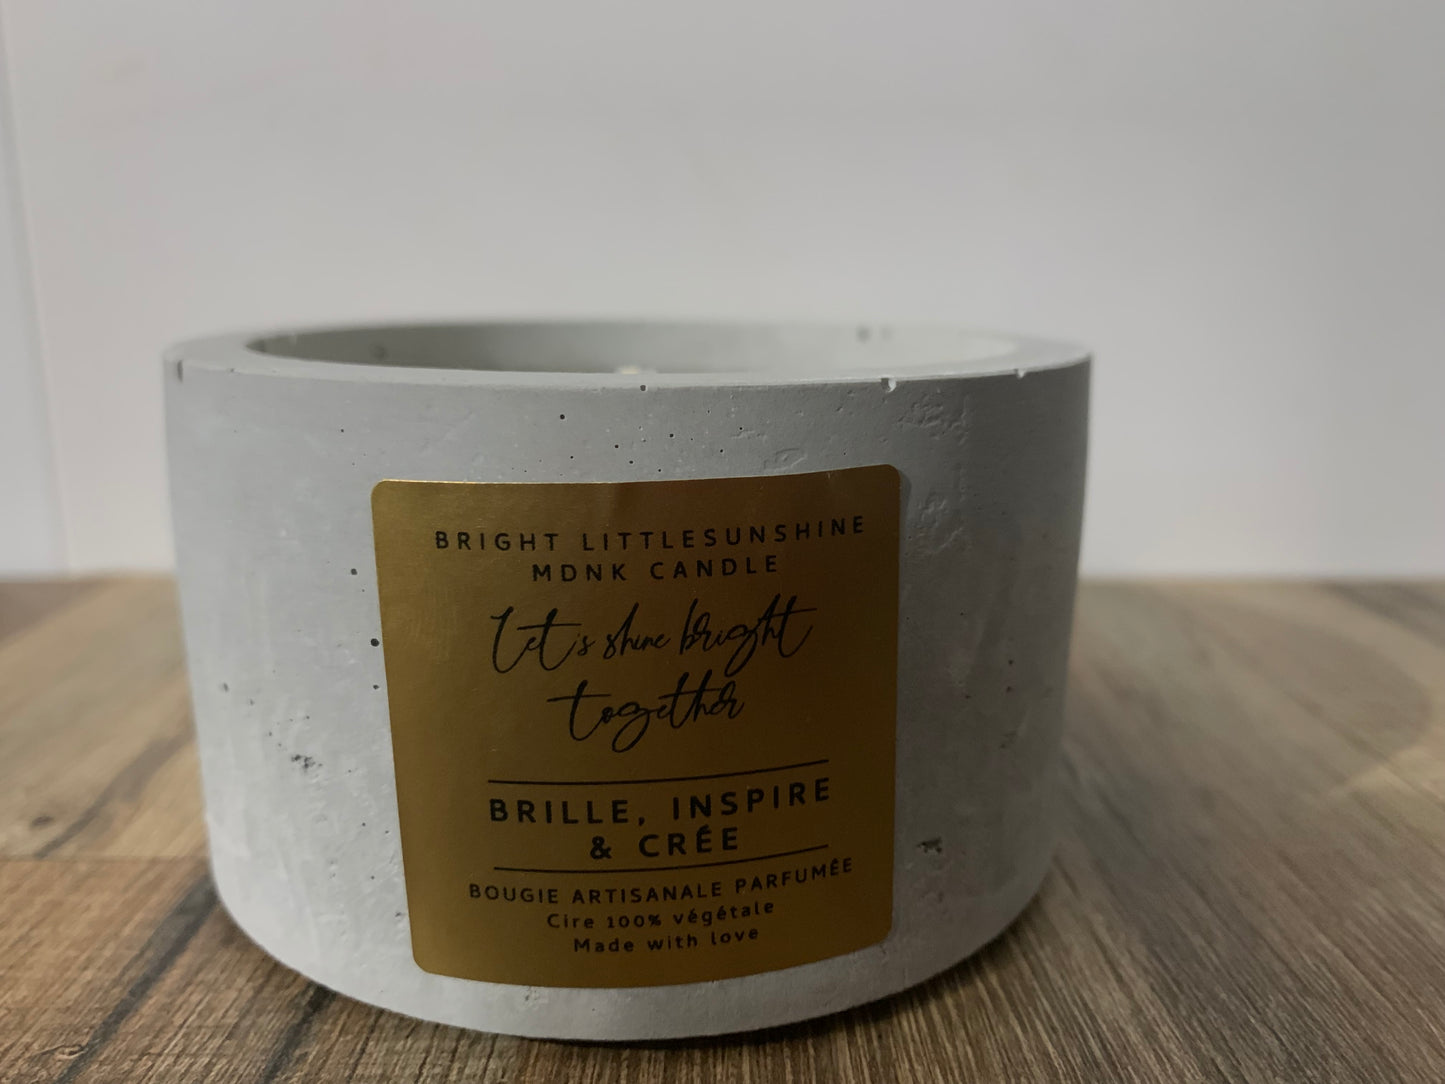 BRIGHT LITTLESUNSHINE
MDNK CANDLE
Let's shine bright
together
BRILLE, INSPIRE
& CRÉE
BOUGIE ARTISANALE PARFUMÉE
Cire 100% végétale
Made with love